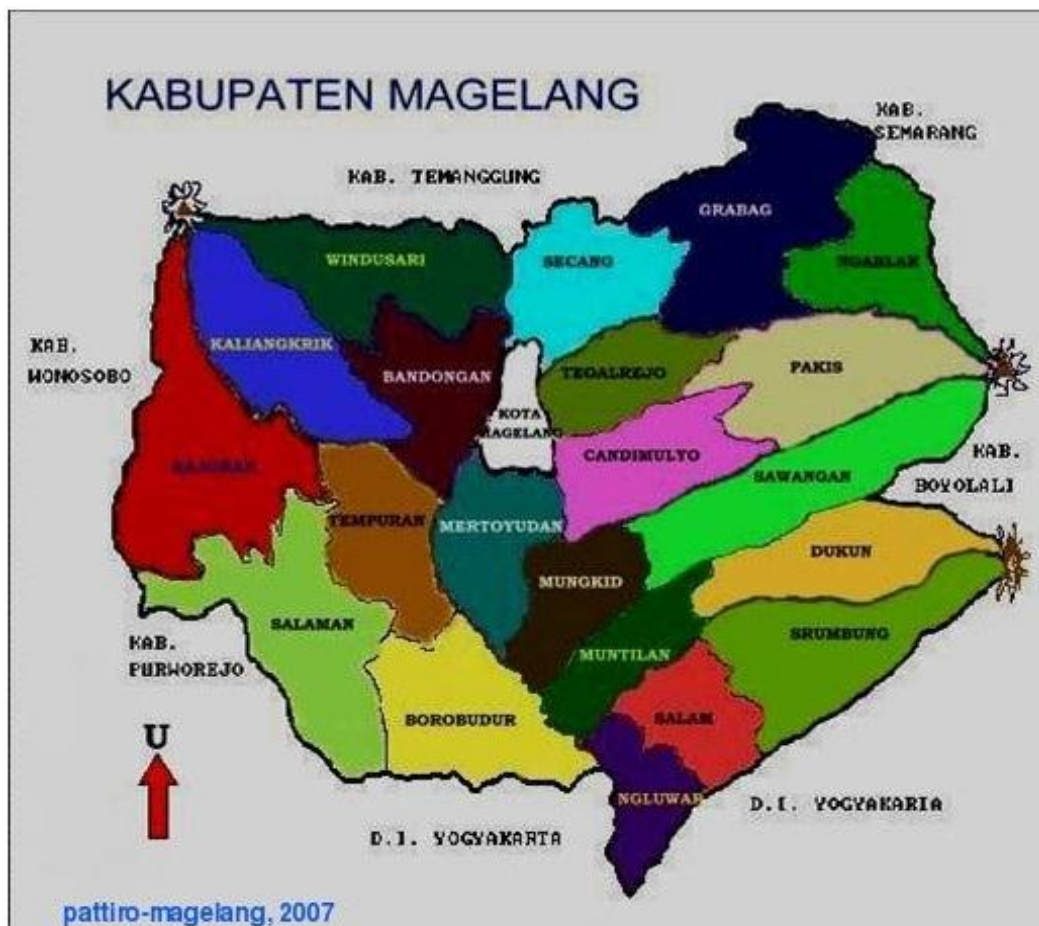 KABUPATEN MAGELANG
KAB.
SEMARANG
KAB. TEMANGGUNG
GRABAG
WINDUSARI
SECANG
NGABLAK
KAB.
WONOSOBO
KALIANGKRIK
BANDONGAN
TEGALREJO
PAKIS
KOTA
MAGELANG
CANDIMULYO
KAB.
BOYOLALI
KAJORAN
SAWANGAN
TEMPURAN
MERTOYUDAN
DUKUN
MUNGKID
SALAMAN
SRUMBUNG
KAB.
PURWOREJO
MUNTILAN
BOROBUDUR
SALAM
U
NGLUWAR
D.I. YOGYAKARTA
D.I. YOGYAKARTA
pattiro-magelang, 2007